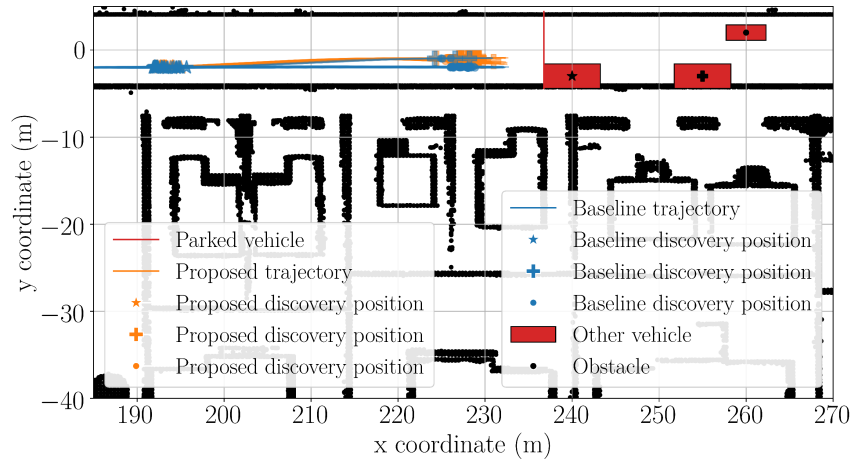 0
−10
−20
−30
−40
y coordinate (m)
Parked vehicle
Proposed trajectory
Proposed discovery position
Proposed discovery position
Proposed discovery position
Baseline trajectory
Baseline discovery position
Baseline discovery position
Baseline discovery position
Other vehicle
Obstacle
190 200 210 220 230 240 250 260 270
x coordinate (m)